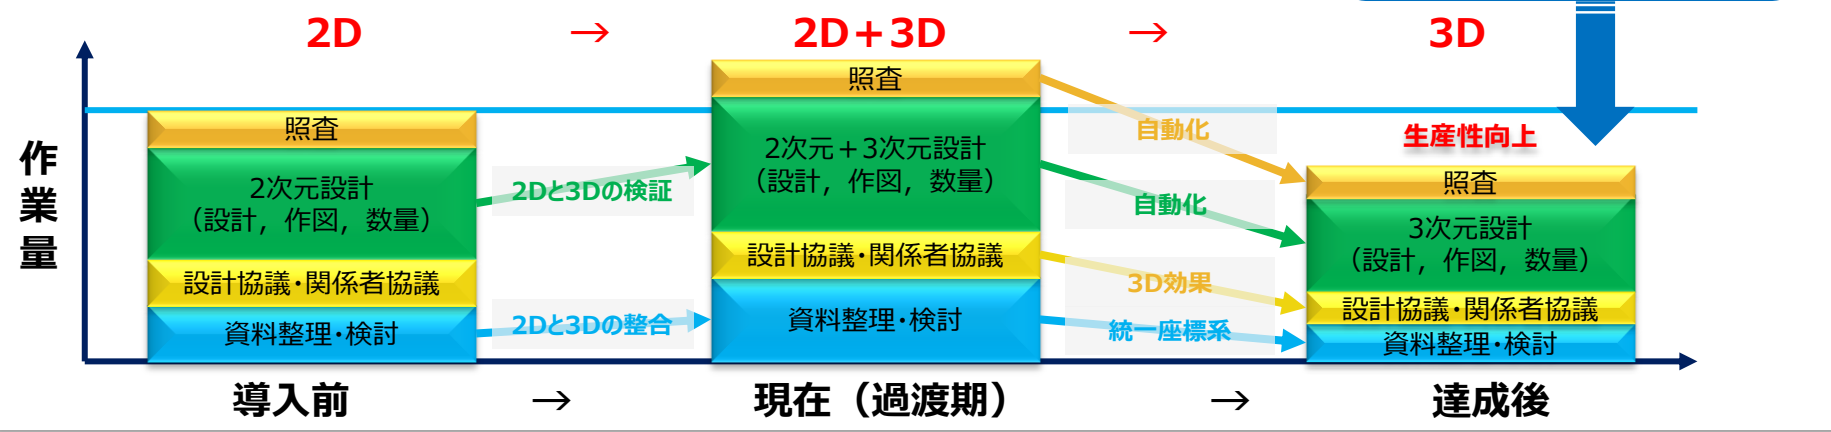 2D → 2D+3D → 3D
作業量
照査
2次元設計
（設計，作図，数量）
設計協議・関係者協議
資料整理・検討
2Dと3Dの検証
2Dと3Dの整合
照査
2次元＋3次元設計
（設計，作図，数量）
設計協議・関係者協議
資料整理・検討
自動化
自動化
3D効果
統一座標系
生産性向上
照査
3次元設計
（設計，作図，数量）
設計協議・関係者協議
資料整理・検討
導入前 → 現在（過渡期） → 達成後